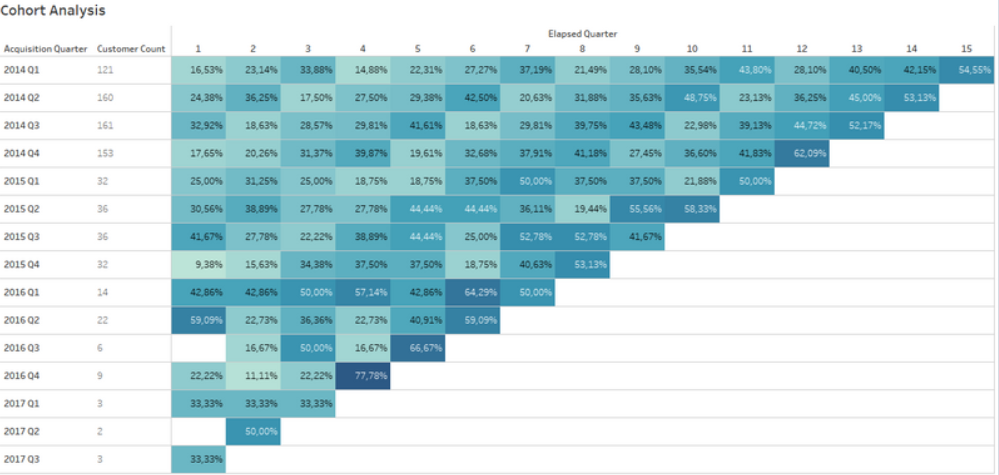 Cohort Analysis
Elapsed Quarter
Acquisition Quarter Customer Count 1 2 3 4 5 6 7 8 9 10 11 12 13 14 15
2014 Q1 121 16,53% 23,14% 33,88% 14,88% 22,31% 27,27% 37,19% 21,49% 28,10% 35,54% 43,80% 28,10% 40,50% 42,15% 54,55%
2014 Q2 160 24,38% 36,25% 17,50% 27,50% 29,38% 42,50% 20,63% 31,88% 35,63% 48,75% 23,13% 36,25% 45,00% 53,13%
2014 Q3 161 32,92% 18,63% 28,57% 29,81% 41,61% 18,63% 29,81% 39,75% 43,48% 22,98% 39,13% 44,72% 52,17%
2014 Q4 153 17,65% 20,26% 31,37% 39,87% 19,61% 32,68% 37,91% 41,18% 27,45% 36,60% 41,83% 62,09%
2015 Q1 32 25,00% 31,25% 25,00% 18,75% 18,75% 37,50% 50,00% 37,50% 37,50% 21,88% 50,00%
2015 Q2 36 30,56% 38,89% 27,78% 27,78% 44,44% 44,44% 36,11% 19,44% 55,56% 58,33%
2015 Q3 36 41,67% 27,78% 22,22% 38,89% 44,44% 25,00% 52,78% 52,78% 41,67%
2015 Q4 32 9,38% 15,63% 34,38% 37,50% 37,50% 18,75% 40,63% 53,13%
2016 Q1 14 42,86% 42,86% 50,00% 57,14% 42,86% 64,29% 50,00%
2016 Q2 22 59,09% 22,73% 36,36% 22,73% 40,91% 59,09%
2016 Q3 6 16,67% 50,00% 16,67% 66,67%
2016 Q4 9 22,22% 11,11% 22,22% 77,78%
2017 Q1 3 33,33% 33,33% 33,33%
2017 Q2 2 50,00%
2017 Q3 3 33,33%